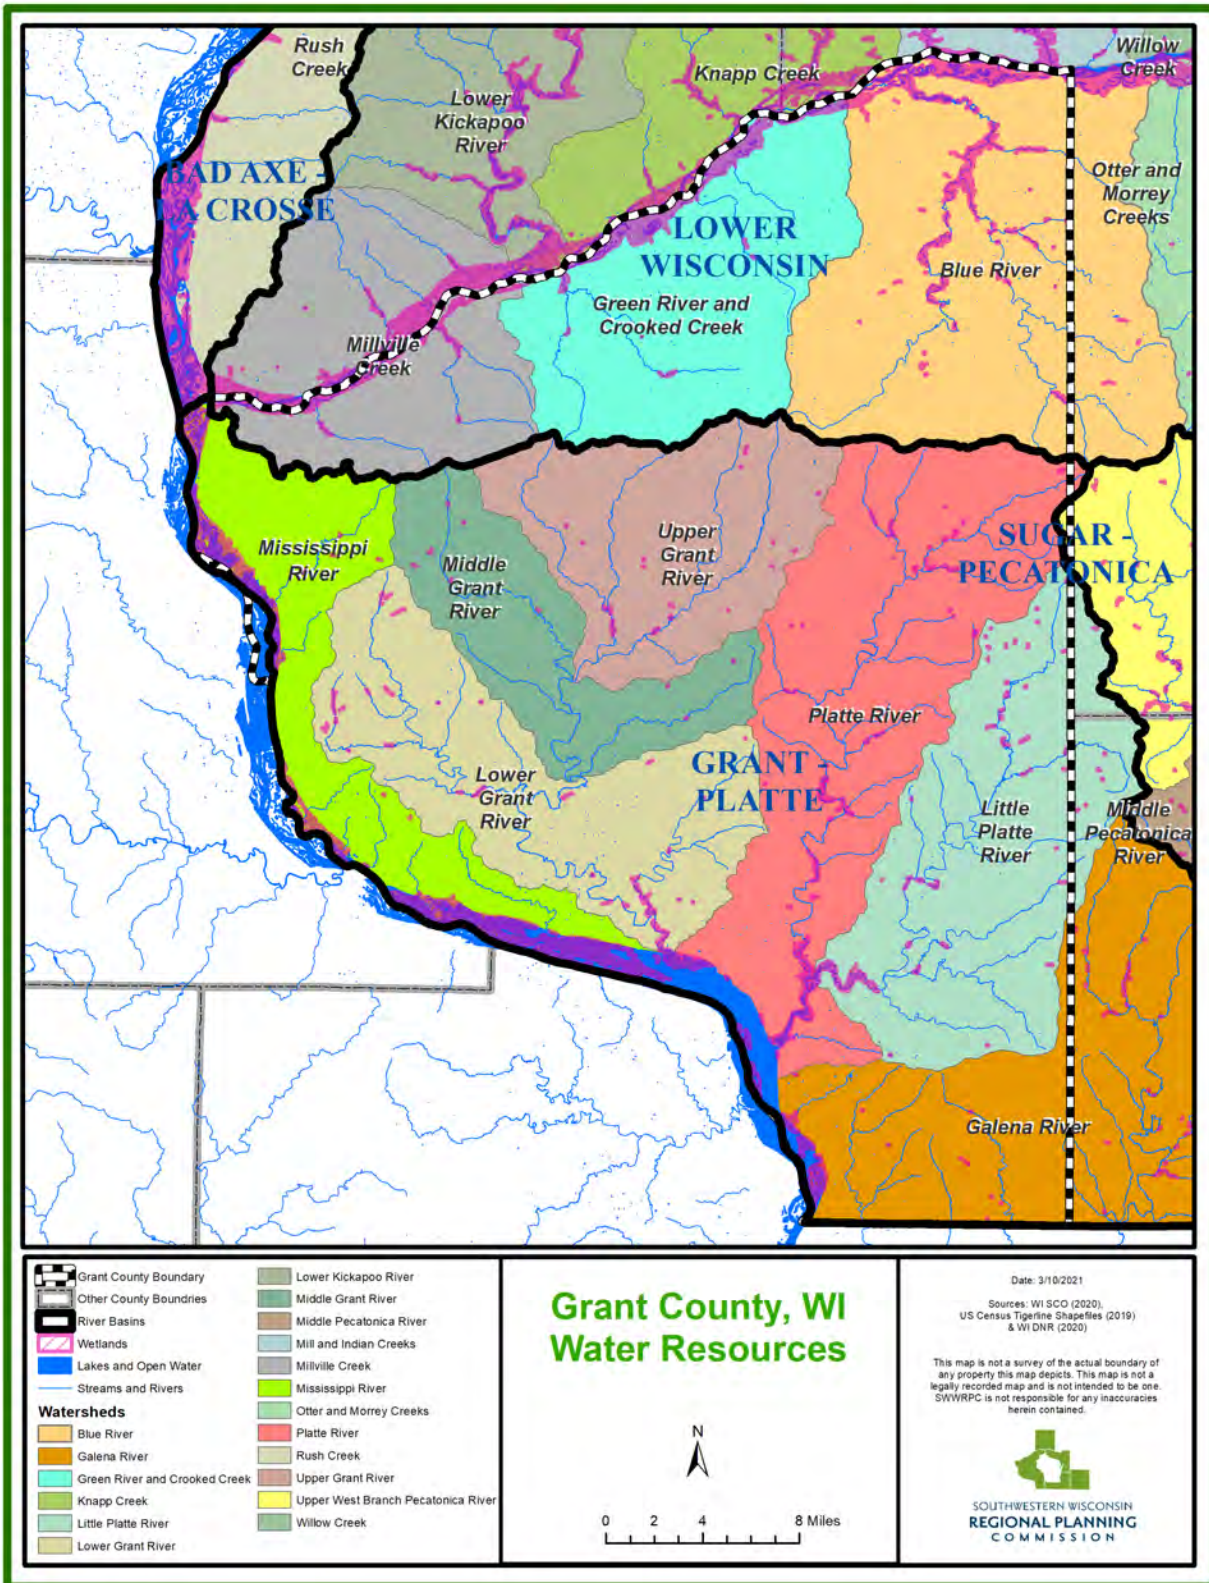 Rush
Creek
Knapp Creek
Willow
Creek
Lower
Kickapoo
River
BAD AXE -
LA CROSSE
Otter and
Morrey
Creeks
LOWER
WISCONSIN
Blue River
Green River and
Crooked Creek
Millville
Creek
Mississippi
River
Middle
Grant
River
Upper
Grant
River
SUGAR -
PECATONICA
Platte River
GRANT -
PLATTE
Lower
Grant
River
Little
Platte
River
Middle
Pecatonica
River
Galena River
Grant County Boundary
Other County Boundries
River Basins
Wetlands
Lakes and Open Water
Streams and Rivers
Watersheds
Blue River
Galena River
Green River and Crooked Creek
Knapp Creek
Little Platte River
Lower Grant River
Lower Kickapoo River
Middle Grant River
Middle Pecatonica River
Mill and Indian Creeks
Millville Creek
Mississippi River
Otter and Morrey Creeks
Platte River
Rush Creek
Upper Grant River
Upper West Branch Pecatonica River
Willow Creek
Grant County, WI
Water Resources
N
0 2 4 8 Miles
Date: 3/10/2021
Sources: WI SCO (2020),
US Census Tigerline Shapefiles (2019)
& WI DNR (2020)
This map is not a survey of the actual boundary of
any property this map depicts. This map is not a
legally recorded map and is not intended to be one.
SWWRPC is not responsible for any inaccuracies
herein contained.
SOUTHWESTERN WISCONSIN
REGIONAL PLANNING
COMMISSION